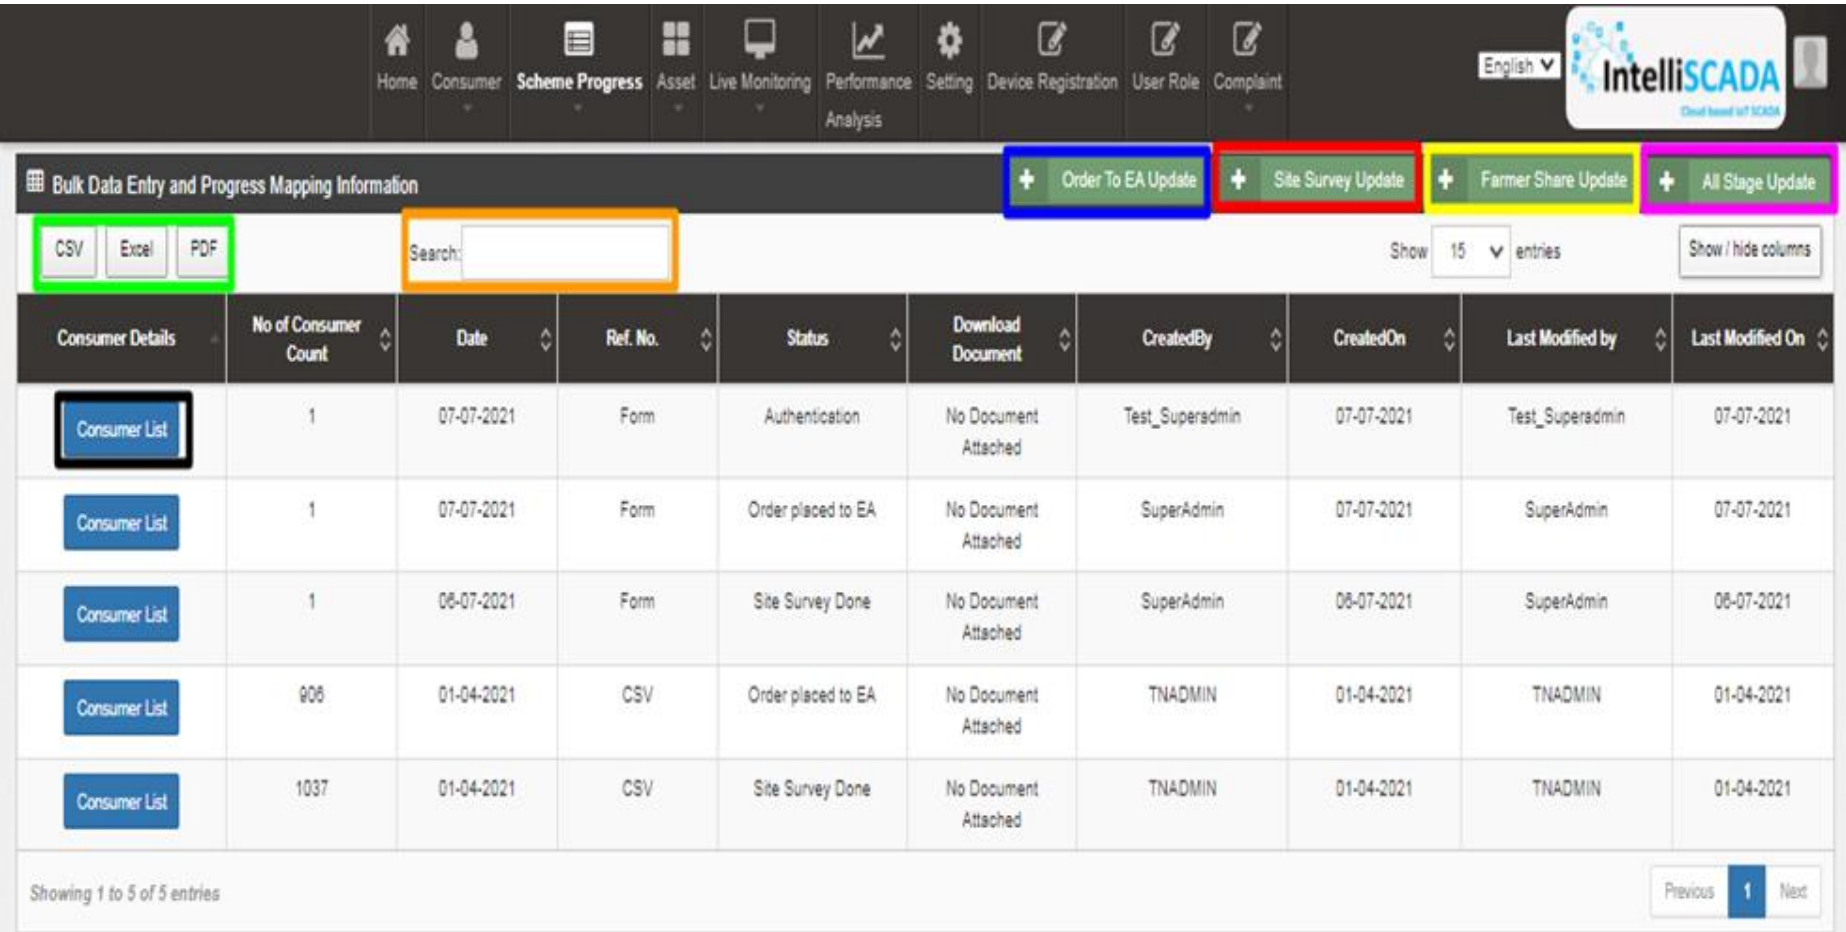 Home Consumer Scheme Progress Asset Live Monitoring Performance Analysis Setting Device Registration User Role Complaint
English
IntelliSCADA
Cloud based IoT SCADA
Bulk Data Entry and Progress Mapping Information
+ Order To EA Update + Site Survey Update + Farmer Share Update + All Stage Update
CSV Excel PDF Search: Show 15 entries Show / hide columns
Consumer Details No of Consumer Count Date Ref. No. Status Download Document CreatedBy CreatedOn Last Modified by Last Modified On
Consumer List 1 07-07-2021 Form Authentication No Document Attached Test_Superadmin 07-07-2021 Test_Superadmin 07-07-2021
Consumer List 1 07-07-2021 Form Order placed to EA No Document Attached SuperAdmin 07-07-2021 SuperAdmin 07-07-2021
Consumer List 1 06-07-2021 Form Site Survey Done No Document Attached SuperAdmin 06-07-2021 SuperAdmin 06-07-2021
Consumer List 906 01-04-2021 CSV Order placed to EA No Document Attached TNADMIN 01-04-2021 TNADMIN 01-04-2021
Consumer List 1037 01-04-2021 CSV Site Survey Done No Document Attached TNADMIN 01-04-2021 TNADMIN 01-04-2021
Showing 1 to 5 of 5 entries
Previous 1 Next